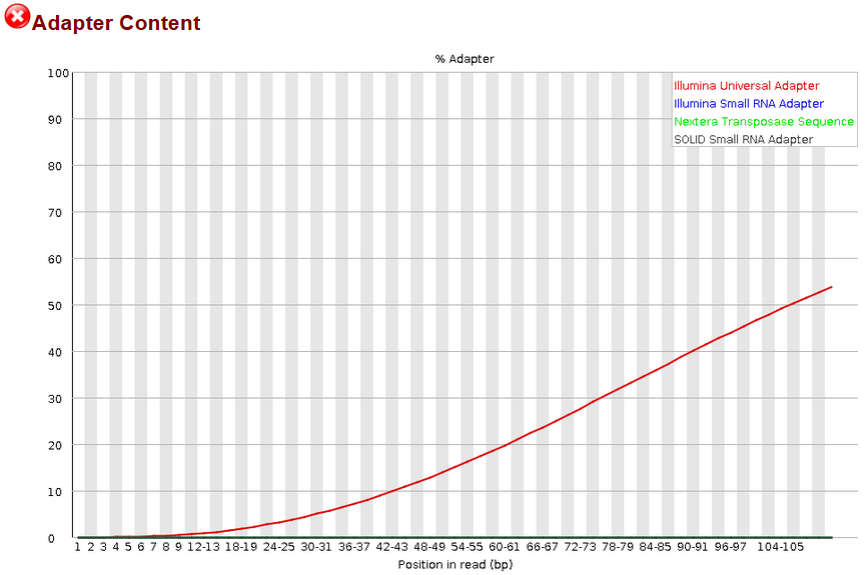 Adapter Content
% Adapter
Illumina Universal Adapter
Illumina Small RNA Adapter
Nextera Transposase Sequence
SOLID Small RNA Adapter
100
90
80
70
60
50
40
30
20
10
0
1 2 3 4 5 6 7 8 9 12-13 18-19 24-25 30-31 36-37 42-43 48-49 54-55 60-61 66-67 72-73 78-79 84-85 90-91 96-97 104-105
Position in read (bp)